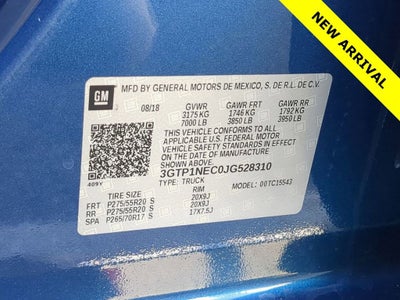 NEW ARRIVAL
GM
MFD BY GENERAL MOTORS DE MEXICO, S. DE R.L. DE C.V.
08/18 GVWR GAWR FRT GAWR RR
3175 KG 1746 KG 1792 KG
7000 LB 3850 LB 3950 LB
THIS VEHICLE CONFORMS TO ALL
APPLICABLE U.S. FEDERAL MOTOR
VEHICLE SAFETY STANDARDS IN EFFECT
ON THE DATE OF MANUFACTURE SHOWN ABOVE.
3GTP1NEC0JG528310
409Y TYPE: TRUCK MODEL: 00TC15543
TIRE SIZE RIM
FRT P275/55R20 S 20X9J
RR P275/55R20 S 20X9J
SP P265/70R17 S 17X7.5J